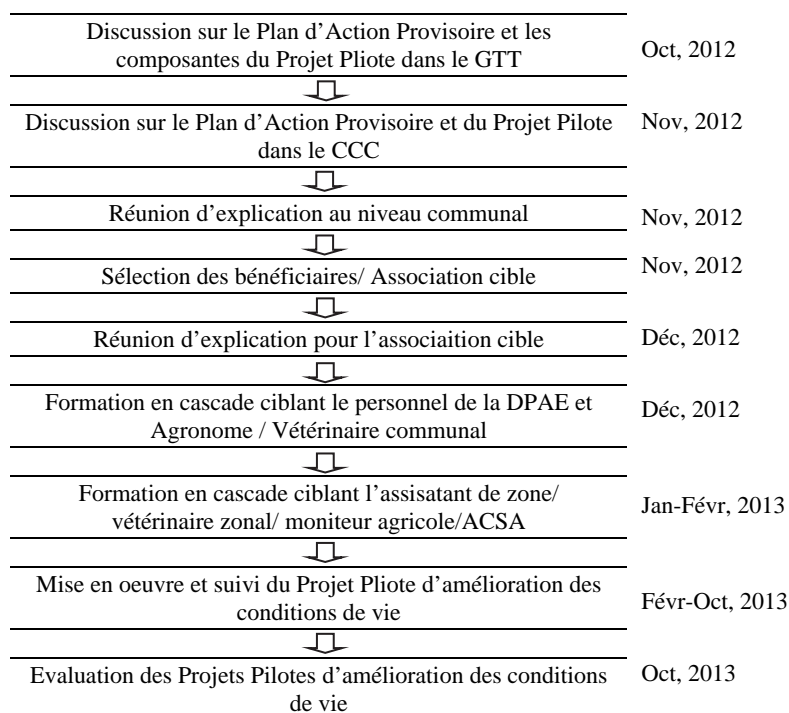 Discussion sur le Plan d'Action Provisoire et les
composantes du Projet Pliote dans le GTT
Oct, 2012
Discussion sur le Plan d'Action Provisoire et du Projet Pilote
dans le CCC
Nov, 2012
Réunion d'explication au niveau communal
Nov, 2012
Sélection des bénéficiaires/ Association cible
Nov, 2012
Réunion d'explication pour l'associaition cible
Déc, 2012
Formation en cascade ciblant le personnel de la DPAE et
Agronome / Vétérinaire communal
Déc, 2012
Formation en cascade ciblant l'assisatant de zone/
vétérinaire zonal/ moniteur agricole/ACSA
Jan-Févr, 2013
Mise en oeuvre et suivi du Projet Pliote d'amélioration des
conditions de vie
Févr-Oct, 2013
Evaluation des Projets Pilotes d'amélioration des conditions
de vie
Oct, 2013